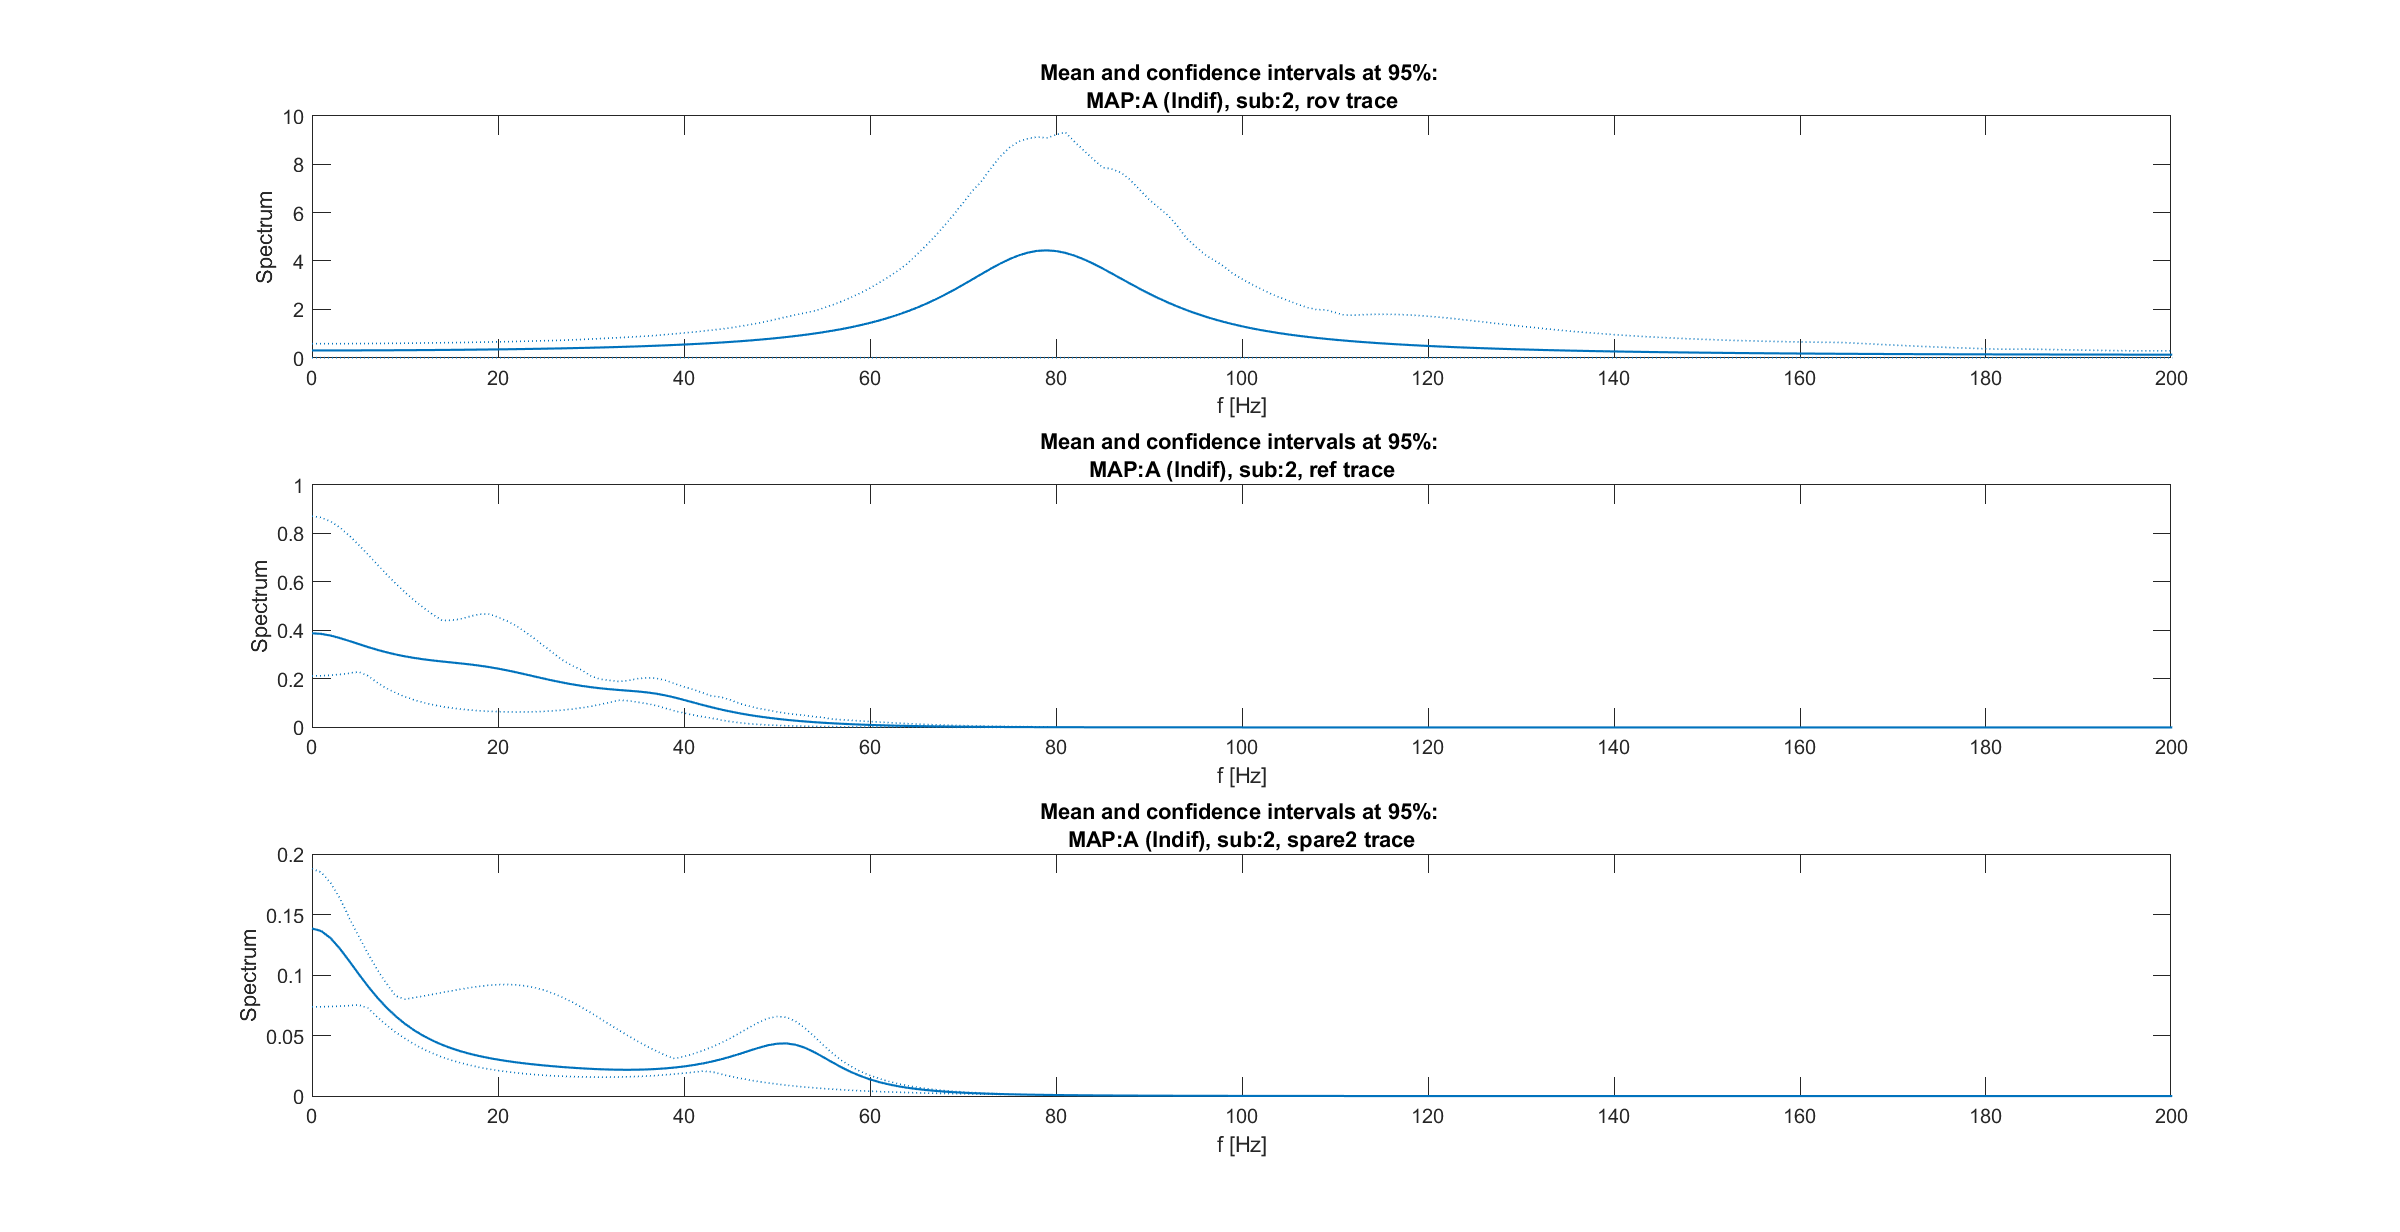 Mean and confidence intervals at 95%:
MAP:A (Indif), sub:2, rov trace
10
8
6
4
2
0
Spectrum
0 20 40 60 80 100 120 140 160 180 200
f [Hz]
Mean and confidence intervals at 95%:
MAP:A (Indif), sub:2, ref trace
1
0.8
0.6
0.4
0.2
0
Spectrum
0 20 40 60 80 100 120 140 160 180 200
f [Hz]
Mean and confidence intervals at 95%:
MAP:A (Indif), sub:2, spare2 trace
0.2
0.15
0.1
0.05
0
Spectrum
0 20 40 60 80 100 120 140 160 180 200
f [Hz]